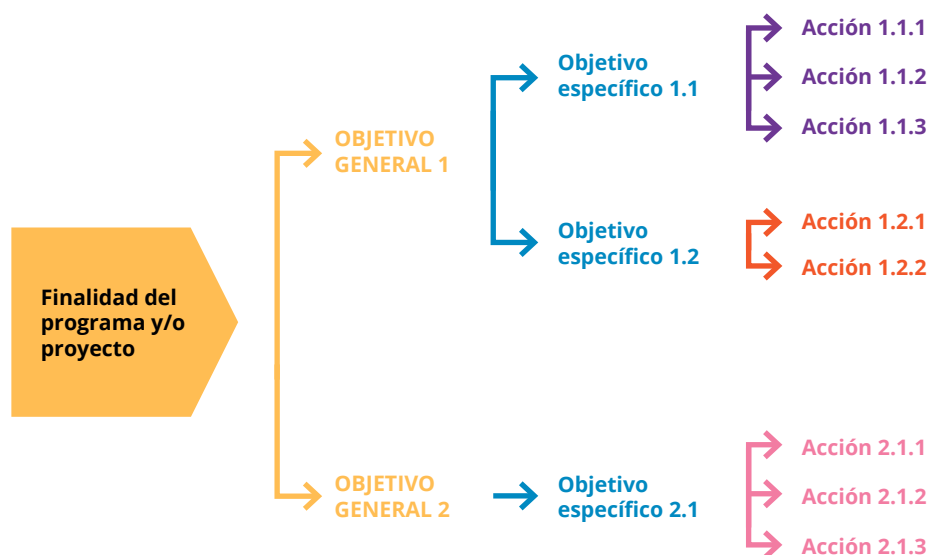 Finalidad del
programa y/o
proyecto
OBJETIVO
GENERAL 1
Objetivo
específico 1.1
Acción 1.1.1
Acción 1.1.2
Acción 1.1.3
Objetivo
específico 1.2
Acción 1.2.1
Acción 1.2.2
OBJETIVO
GENERAL 2
Objetivo
específico 2.1
Acción 2.1.1
Acción 2.1.2
Acción 2.1.3